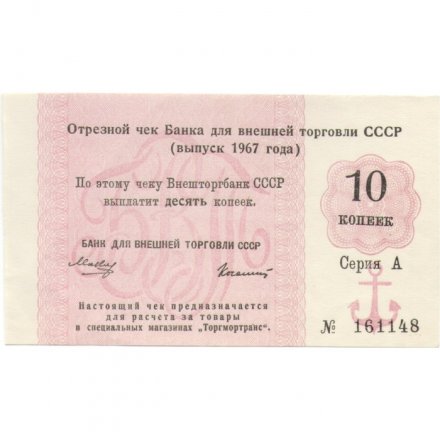 Отрезной чек Банка для внешней торговли СССР
(выпуск 1967 года)
По этому чеку Внешторгбанк СССР
выплатит десять копеек.
БАНК ДЛЯ ВНЕШНЕЙ ТОРГОВЛИ СССР
Настоящий чек предназначается
для расчета за товары
в специальных магазинах "Торгмортранс".
10
КОПЕЕК
Серия А
№ 161148